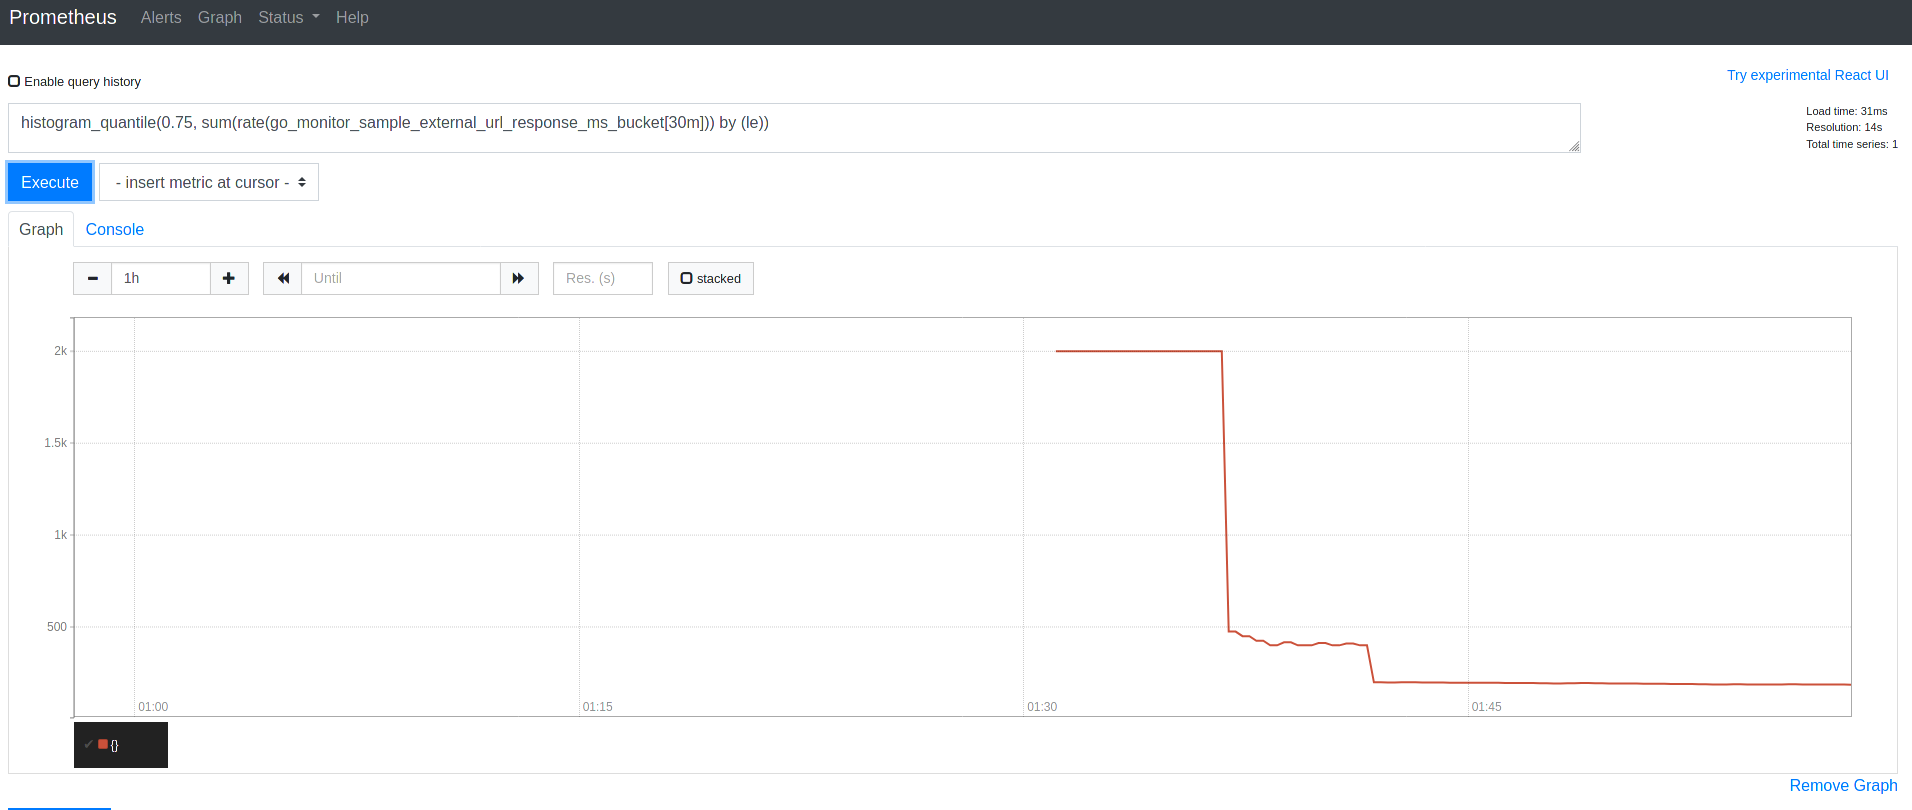 Prometheus Alerts Graph Status Help
Enable query history
Try experimental React UI
histogram_quantile(0.75, sum(rate(go_monitor_sample_external_url_response_ms_bucket[30m])) by (le))
Load time: 31ms
Resolution: 14s
Total time series: 1
Execute - insert metric at cursor -
Graph Console
1h Until Res. (s) stacked
2k
1.5k
1k
500
01:00 01:15 01:30 01:45
{}
Remove Graph